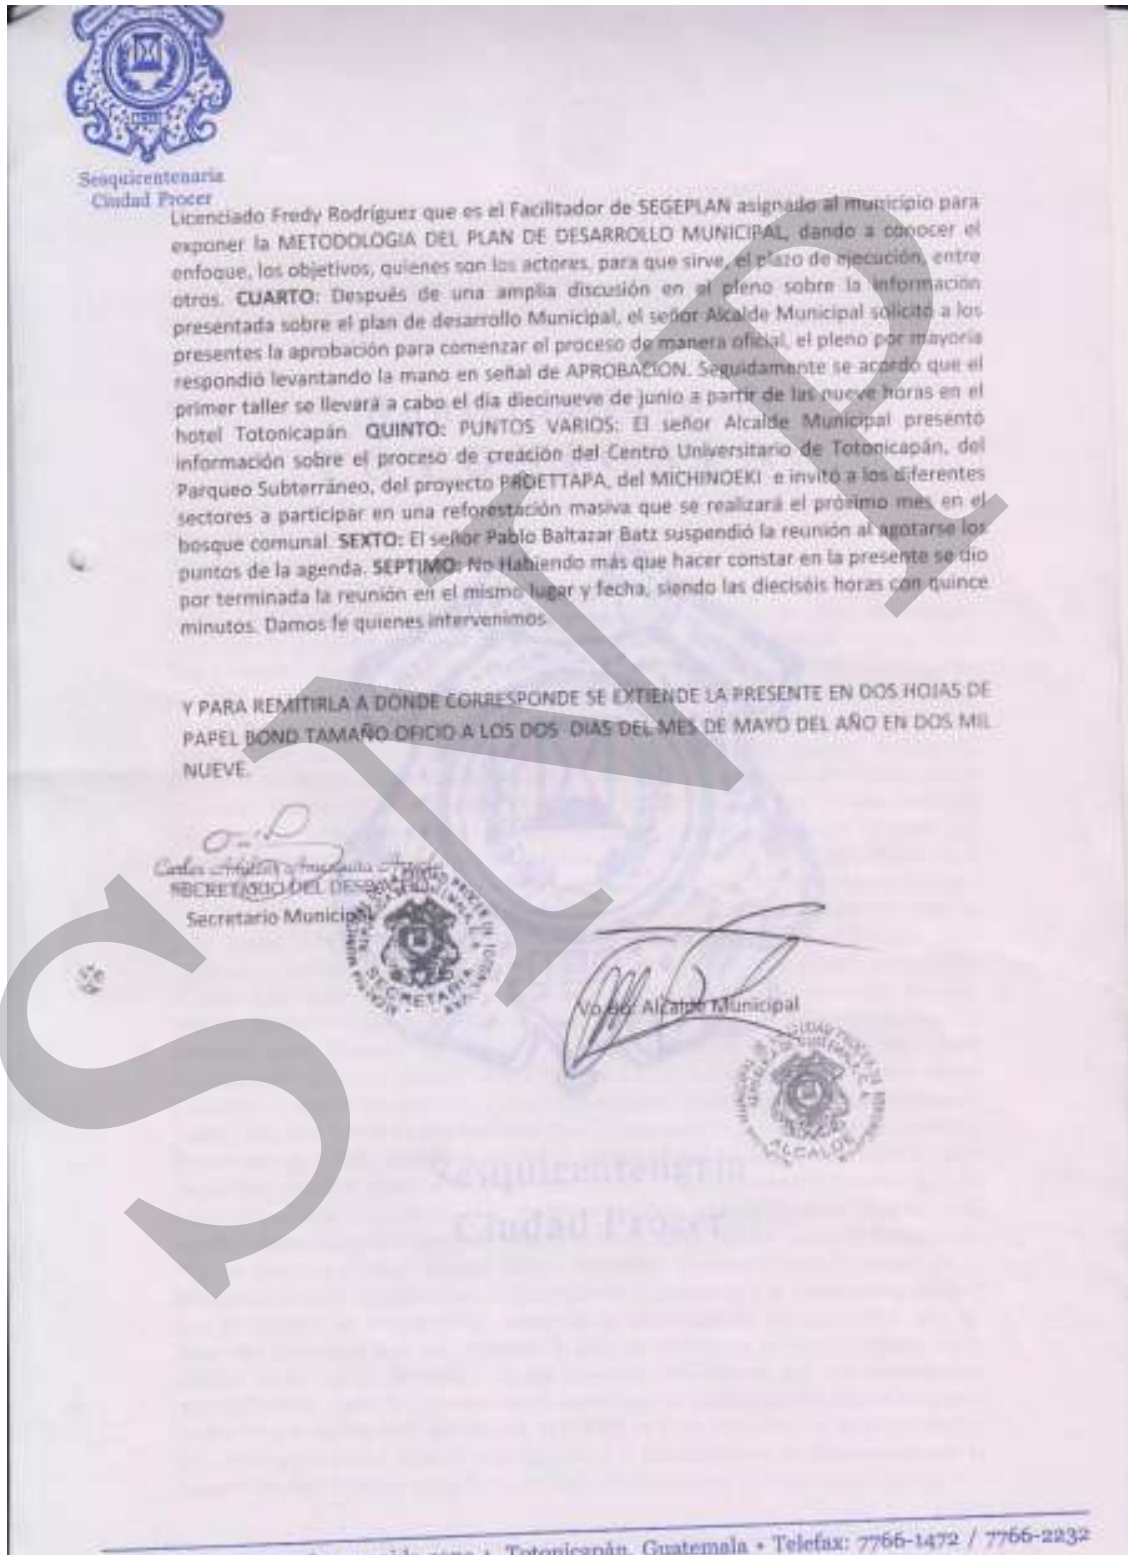 Sesquicentenaria
Ciudad Procer
Licenciado Fredy Rodríguez que es el Facilitador de SEGEPLAN asignado al municipio para
exponer la METODOLOGIA DEL PLAN DE DESARROLLO MUNICIPAL, dando a conocer el
enfoque, los objetivos, quienes son los actores, para que sirve, el plazo de ejecución, entre
otros. CUARTO: Después de una amplia discusión en el pleno sobre la información
presentada sobre el plan de desarrollo Municipal, el señor Alcalde Municipal solicitó a los
presentes la aprobación para comenzar el proceso de manera oficial, el pleno por mayoría
respondió levantando la mano en señal de APROBACION. Seguidamente se acordó que el
primer taller se llevará a cabo el día diecinueve de junio a partir de las nueve horas en el
hotel Totonicapán. QUINTO: PUNTOS VARIOS: El señor Alcalde Municipal presentó
información sobre el proceso de creación del Centro Universitario de Totonicapán, del
Parqueo Subterráneo, del proyecto PROETTAPA, del MICHINOEKI e invitó a los diferentes
sectores a participar en una reforestación masiva que se realizará el próximo mes en el
bosque comunal. SEXTO: El señor Pablo Baltazar Batz suspendió la reunión al agotarse los
puntos de la agenda. SEPTIMO: No Habiendo más que hacer constar en la presente se dio
por terminada la reunión en el mismo lugar y fecha, siendo las dieciséis horas con quince
minutos. Damos fe quienes intervenimos.
Y PARA REMITIRLA A DONDE CORRESPONDE SE EXTIENDE LA PRESENTE EN DOS HOJAS DE
PAPEL BOND TAMAÑO OFICIO A LOS DOS DIAS DEL MES DE MAYO DEL AÑO EN DOS MIL
NUEVE.
Carlos
SECRETARIO DEL DESPACHO
Secretario Municipal
SECRETARIA
Vo.Bo. Alcalde Municipal
ALCALDE
Sesquicentenaria
Ciudad Procer
Totonicapán, Guatemala • Telefax: 7766-1472 / 7766-2232
SNP